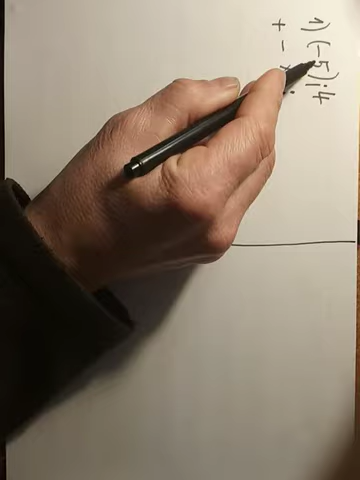 1) (-5) : 4
+ - × :